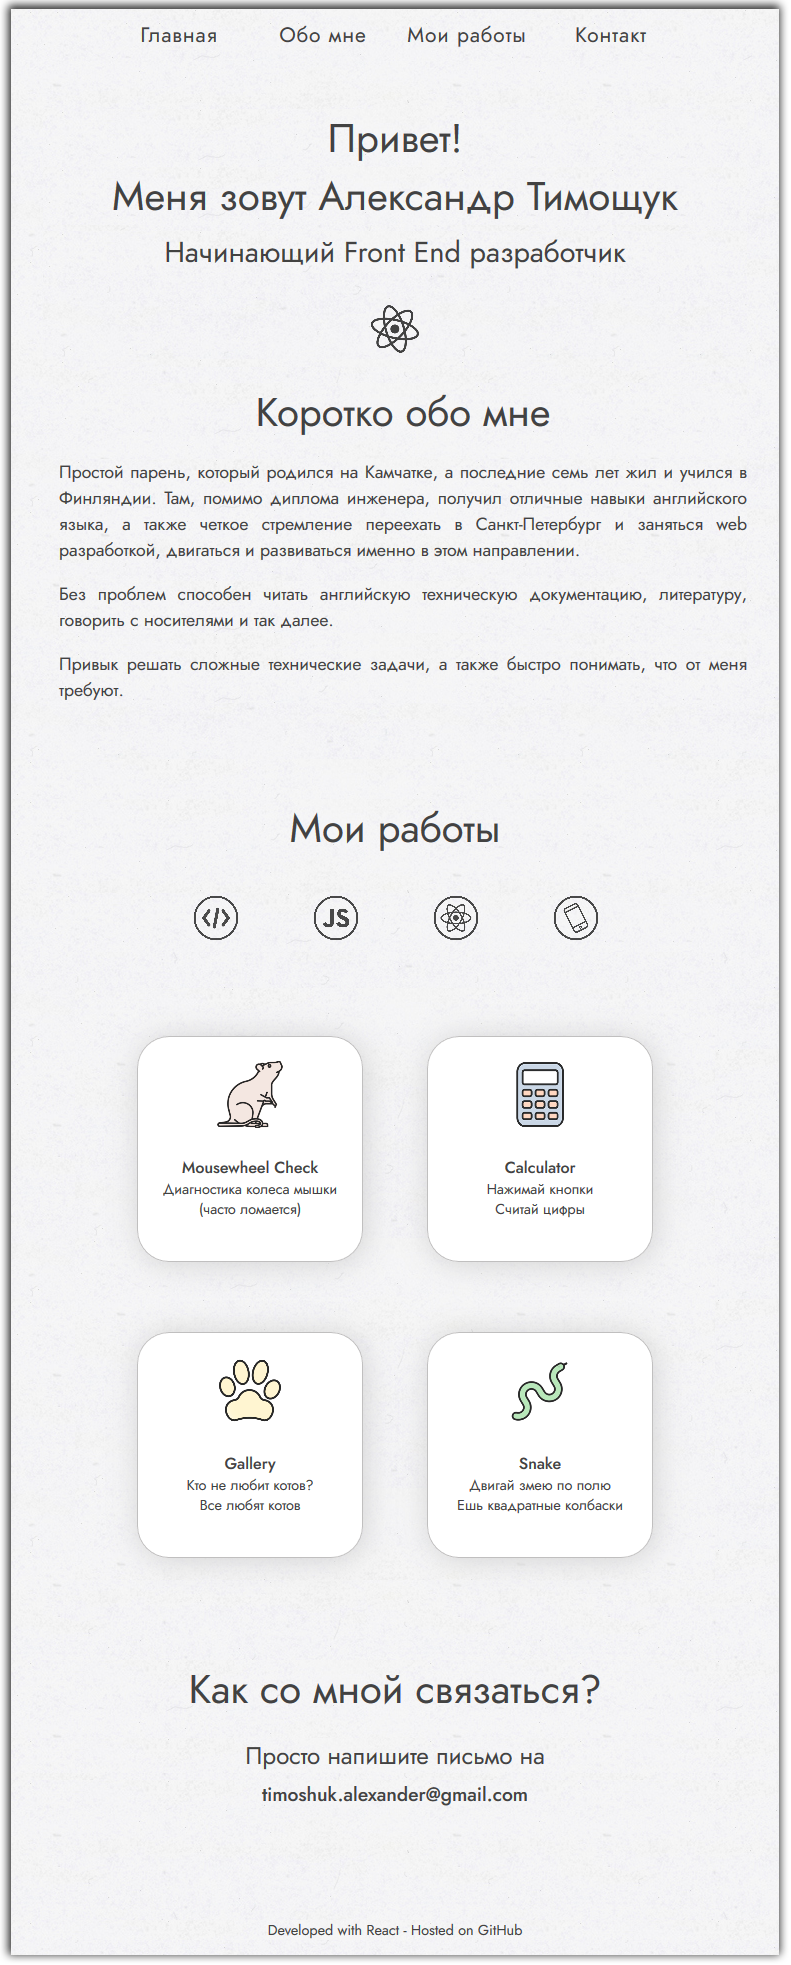 Главная Обо мне Мои работы Контакт
Привет!
Меня зовут Александр Тимощук
Начинающий Front End разработчик
Коротко обо мне
Простой парень, который родился на Камчатке, а последние семь лет жил и учился в
Финляндии. Там, помимо диплома инженера, получил отличные навыки английского
языка, а также четкое стремление переехать в Санкт-Петербург и заняться web
разработкой, двигаться и развиваться именно в этом направлении.
Без проблем способен читать английскую техническую документацию, литературу,
говорить с носителями и так далее.
Привык решать сложные технические задачи, а также быстро понимать, что от меня
требуют.
Мои работы
</> JS
Mousewheel Check
Диагностика колеса мышки
(часто ломается)
Calculator
Нажимай кнопки
Считай цифры
Gallery
Кто не любит котов?
Все любят котов
Snake
Двигай змею по полю
Ешь квадратные колбаски
Как со мной связаться?
Просто напишите письмо на
timoshuk.alexander@gmail.com
Developed with React - Hosted on GitHub